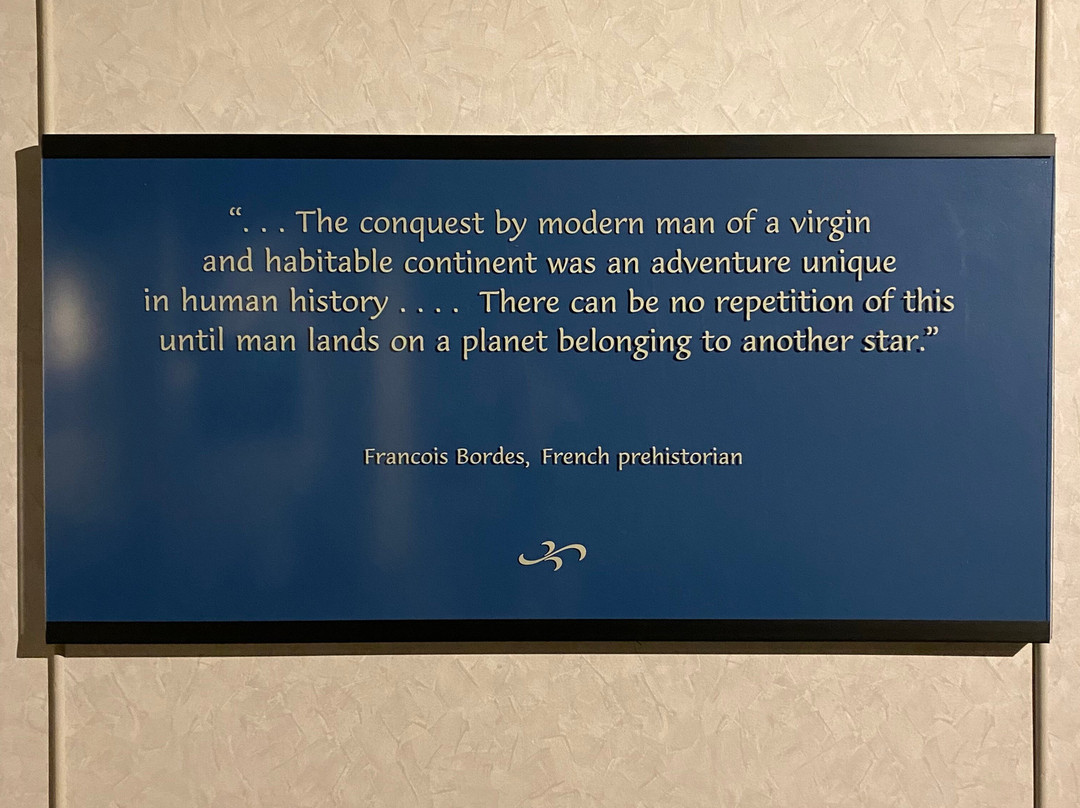 “. . . The conquest by modern man of a virgin
and habitable continent was an adventure unique
in human history . . . . There can be no repetition of this
until man lands on a planet belonging to another star.”
Francois Bordes, French prehistorian